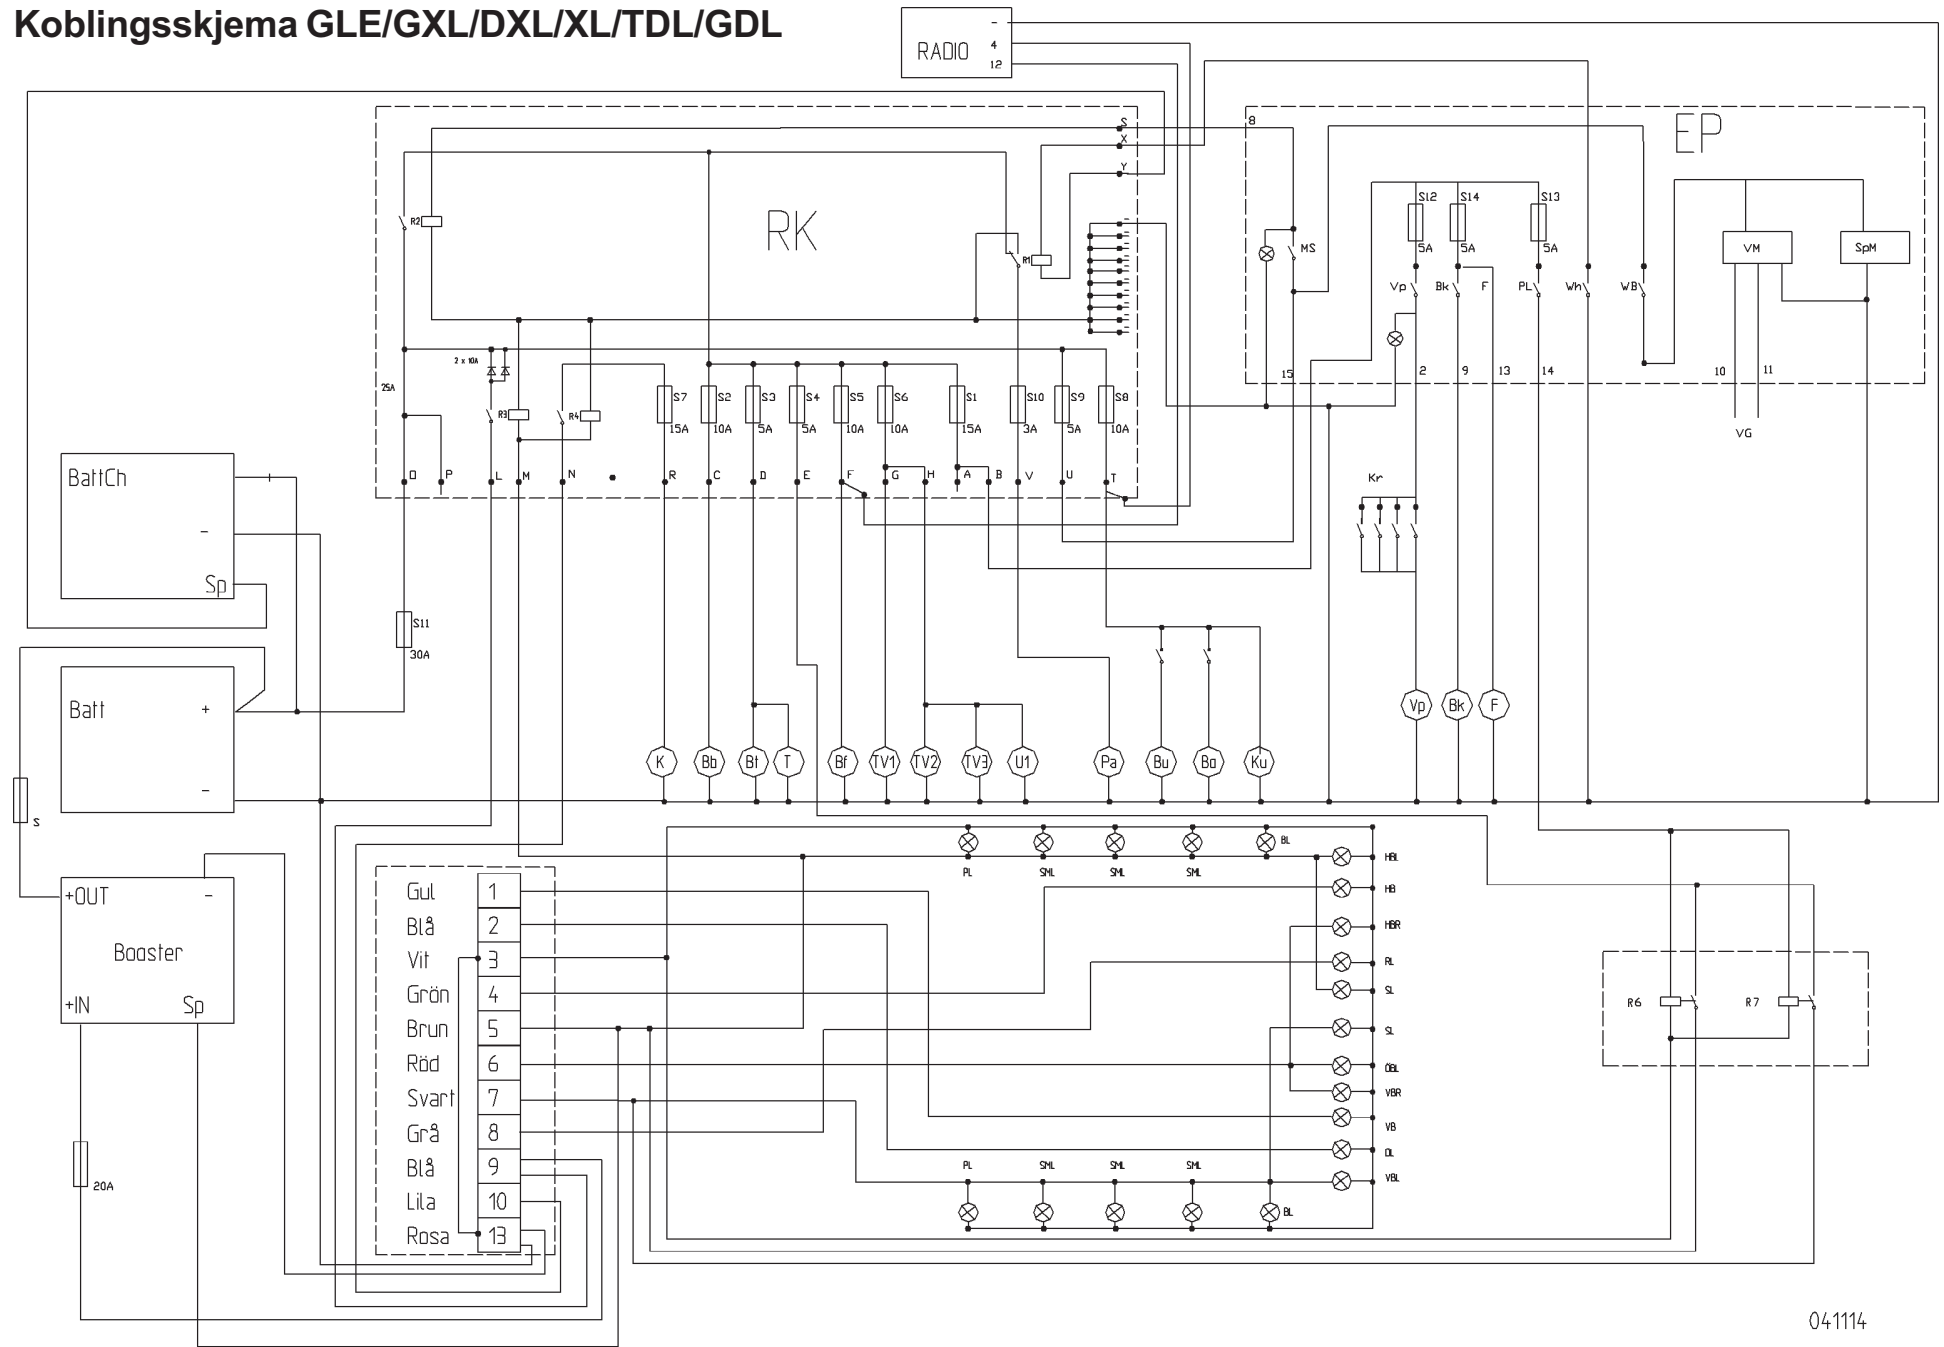 Koblingsskjema GLE/GXL/DXL/XL/TDL/GDL
RADIO
-
4
12
RK
S
X
Y
R2
R1
2 x 10A
25A
R3
R4
S7 15A
S2 10A
S3 5A
S4 5A
S5 10A
S6 10A
S1 15A
S10 3A
S9 5A
S8 10A
O P L M N R C D E F G H A B V U T
EP
8
MS
S12 5A
S14 5A
S13 5A
VM
SpM
Vp Bk F PL Wh WB
15 2 9 13 14 10 11
VG
Kr
BattCh
-
Sp
Batt
+
-
S11
30A
S
K Bb Bt T Bf TV1 TV2 TV3 U1 Pa Bu Ba Ku
Vp Bk F
+OUT -
Booster
+IN Sp
20A
Gul 1
Blå 2
Vit 3
Grön 4
Brun 5
Röd 6
Svart 7
Grå 8
Blå 9
Lila 10
Rosa 13
PL SML SML SML BL
HBL
HB
HBR
RL
SL
SL
ÖBL
VBR
VB
DL
VBL
PL SML SML SML BL
R6 R7
041114